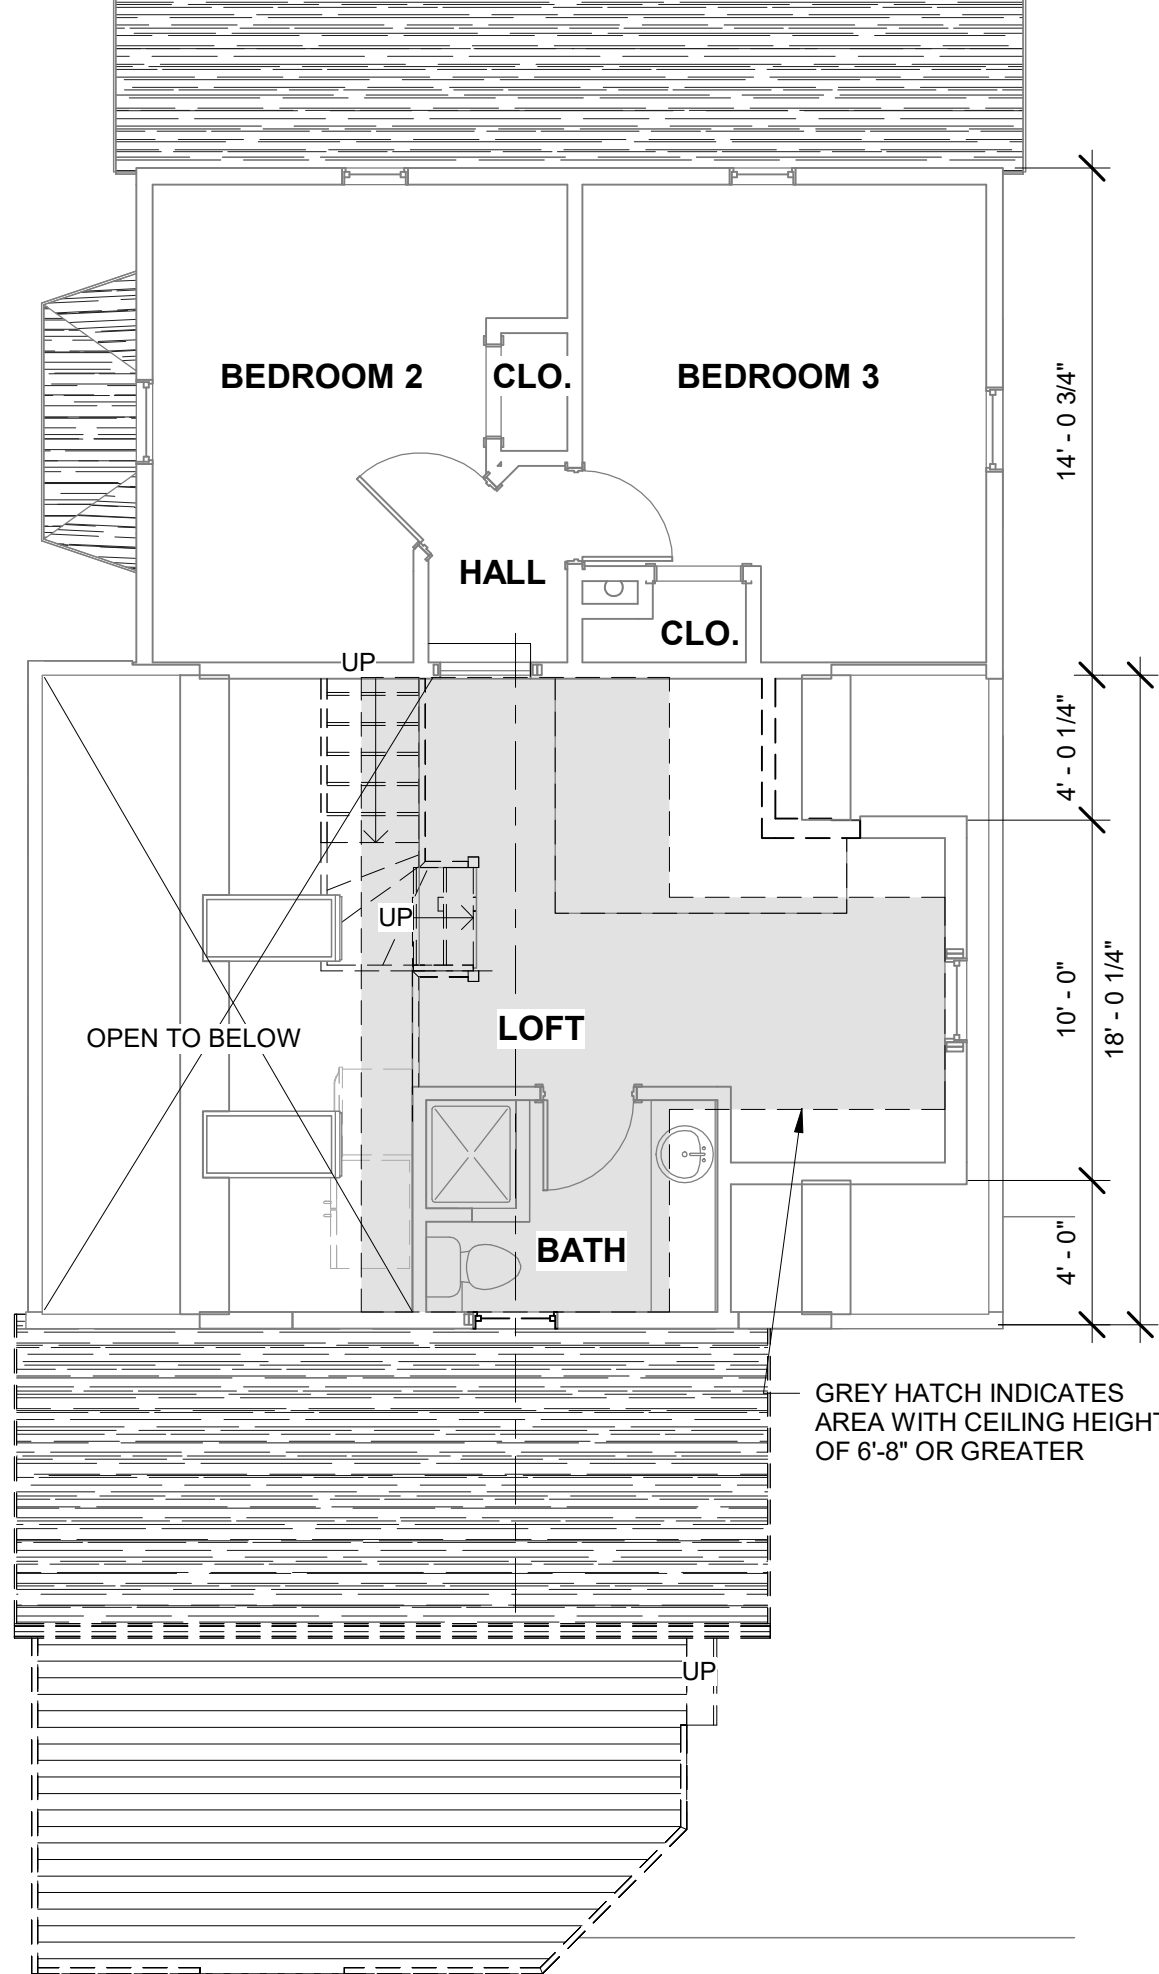 BEDROOM 2
CLO.
BEDROOM 3
14' - 0 3/4"
HALL
CLO.
UP
4' - 0 1/4"
UP
10' - 0"
18' - 0 1/4"
LOFT
OPEN TO BELOW
BATH
4' - 0"
GREY HATCH INDICATES
AREA WITH CEILING HEIGHT
OF 6'-8" OR GREATER
UP